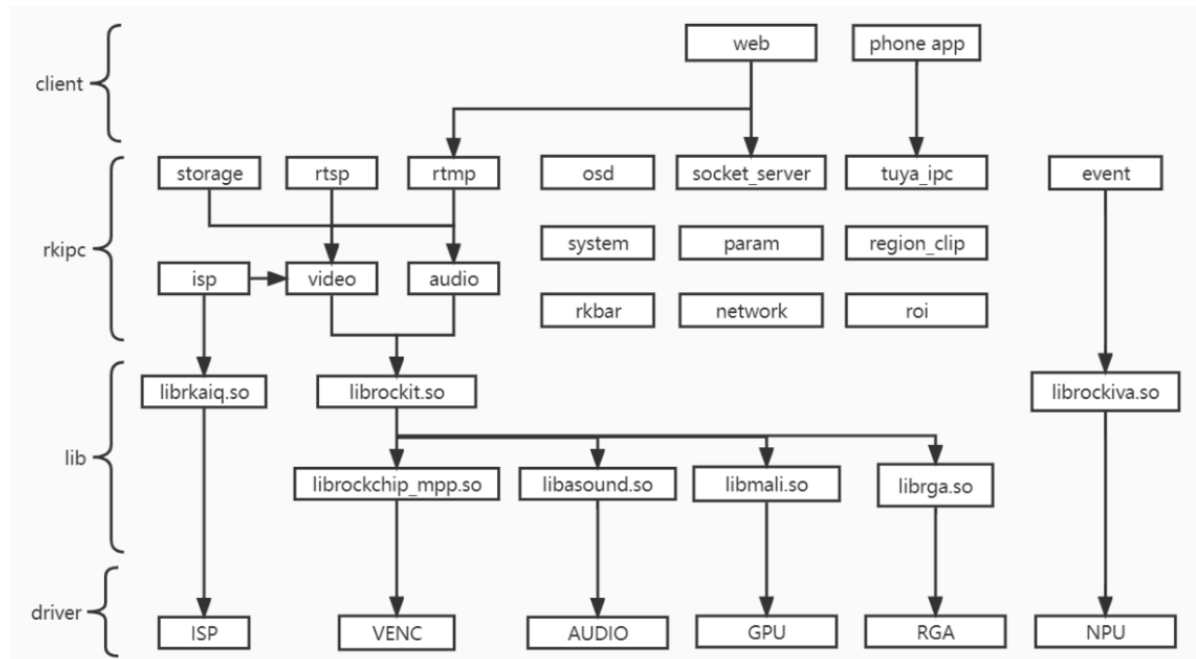 client
web
phone app
rkipc
storage
rtsp
rtmp
osd
socket_server
tuya_ipc
event
system
param
region_clip
isp
video
audio
rkbar
network
roi
lib
librkaiq.so
librockit.so
librockiva.so
librockchip_mpp.so
libasound.so
libmali.so
librga.so
driver
ISP
VENC
AUDIO
GPU
RGA
NPU